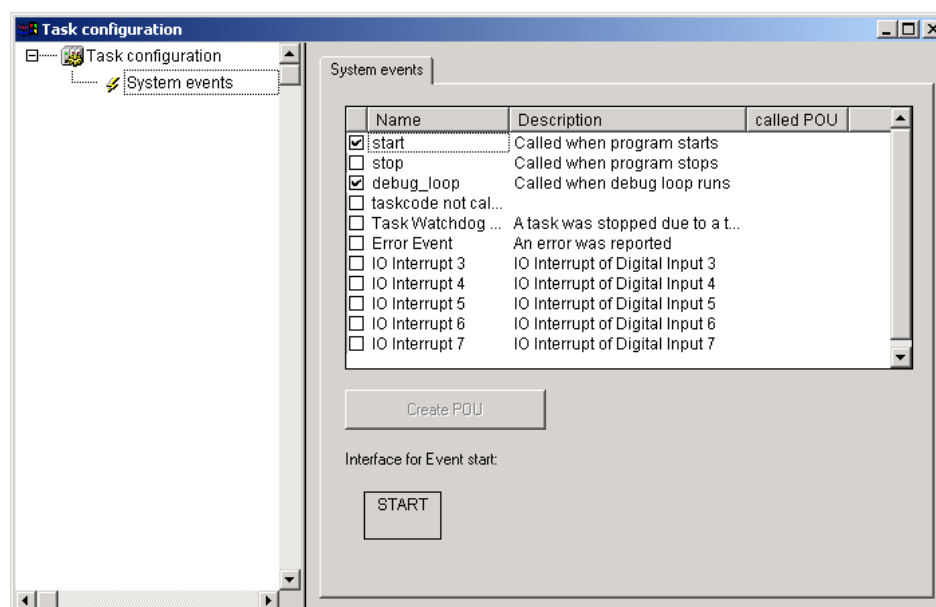 Task configuration
Task configuration
System events
System events
Name Description called POU
start Called when program starts
stop Called when program stops
debug_loop Called when debug loop runs
taskcode not cal...
Task Watchdog ... A task was stopped due to a t...
Error Event An error was reported
IO Interrupt 3 IO Interrupt of Digital Input 3
IO Interrupt 4 IO Interrupt of Digital Input 4
IO Interrupt 5 IO Interrupt of Digital Input 5
IO Interrupt 6 IO Interrupt of Digital Input 6
IO Interrupt 7 IO Interrupt of Digital Input 7
Create POU
Interface for Event start:
START